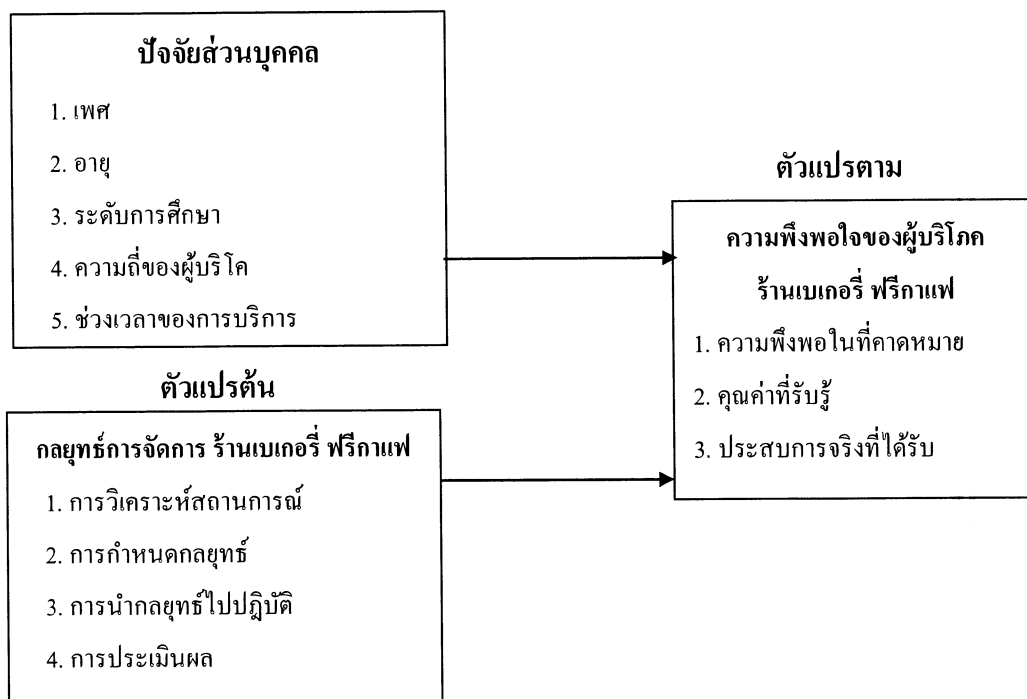 ปัจจัยส่วนบุคคล
1. เพศ
2. อายุ
3. ระดับการศึกษา
4. ความถี่ของผู้บริโค
5. ช่วงเวลาของการบริการ
ตัวแปรต้น
กลยุทธ์การจัดการ ร้านเบเกอรี่ ฟรีกาแฟ
1. การวิเคราะห์สถานการณ์
2. การกำหนดกลยุทธ์
3. การนำกลยุทธ์ไปปฎิบัติ
4. การประเมินผล
ตัวแปรตาม
ความพึงพอใจของผู้บริโภค
ร้านเบเกอรี่ ฟรีกาแฟ
1. ความพึงพอในที่คาดหมาย
2. คุณค่าที่รับรู้
3. ประสบการจริงที่ได้รับ